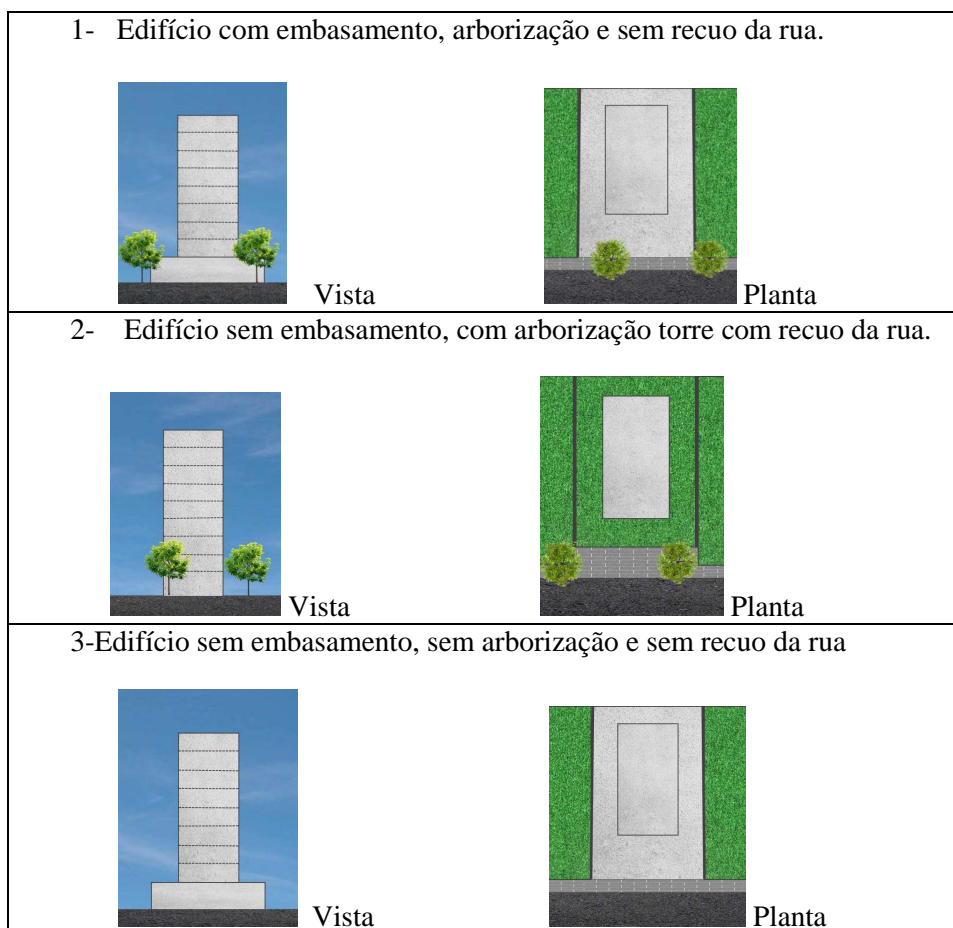 1- Edifício com embasamento, arborização e sem recuo da rua.
Vista Planta
2- Edifício sem embasamento, com arborização torre com recuo da rua.
Vista Planta
3-Edifício sem embasamento, sem arborização e sem recuo da rua
Vista Planta